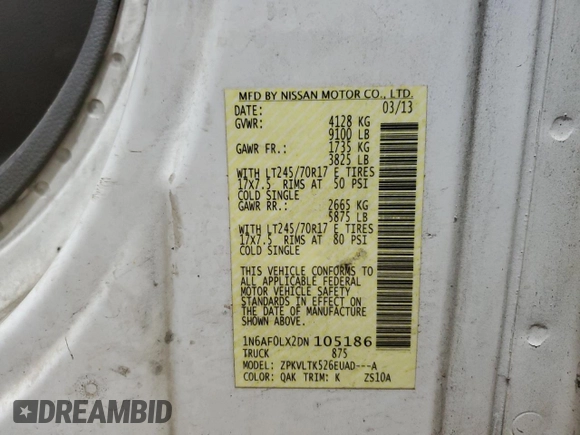 MFD BY NISSAN MOTOR CO., LTD.
DATE: 03/13
GVWR: 4128 KG
9100 LB
GAWR FR.: 1735 KG
3825 LB
WITH LT245/70R17 E TIRES
17X7.5 RIMS AT 50 PSI
COLD SINGLE
GAWR RR.: 2665 KG
5875 LB
WITH LT245/70R17 E TIRES
17X7.5 RIMS AT 80 PSI
COLD SINGLE
THIS VEHICLE CONFORMS TO
ALL APPLICABLE FEDERAL
MOTOR VEHICLE SAFETY
STANDARDS IN EFFECT ON
THE DATE OF MANUFACTURE
SHOWN ABOVE.
1N6AF0LX2DN 105186
TRUCK 875
MODEL: ZPKVLTK526EUAD---A
COLOR: QAK TRIM: K ZS10A
DREAMBID